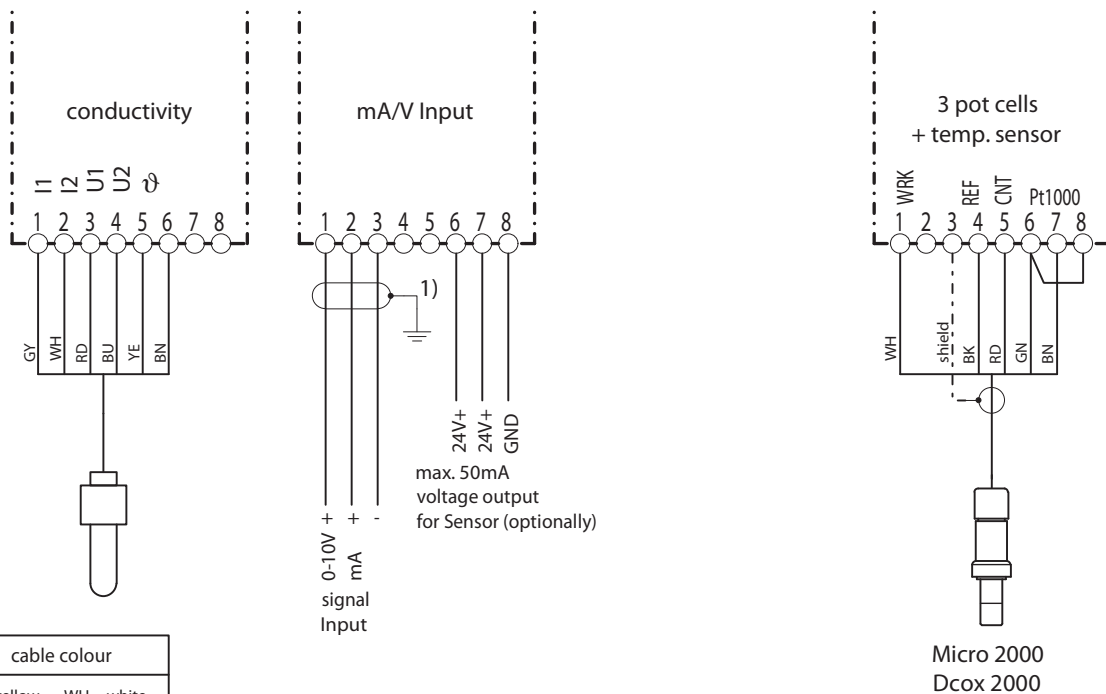 conductivity
I1 I2 U1 U2 ϑ
1 2 3 4 5 6 7 8
GY WH RD BU YE BN
cable colour
WH white
mA/V Input
1 2 3 4 5 6 7 8
1)
24V+ 24V+ GND
max. 50mA
voltage output
for Sensor (optionally)
+ + -
0-10V mA
signal
Input
3 pot cells
+ temp. sensor
WRK REF CNT Pt1000
1 2 3 4 5 6 7 8
WH shield BK RD GN BN
Micro 2000
Dcox 2000